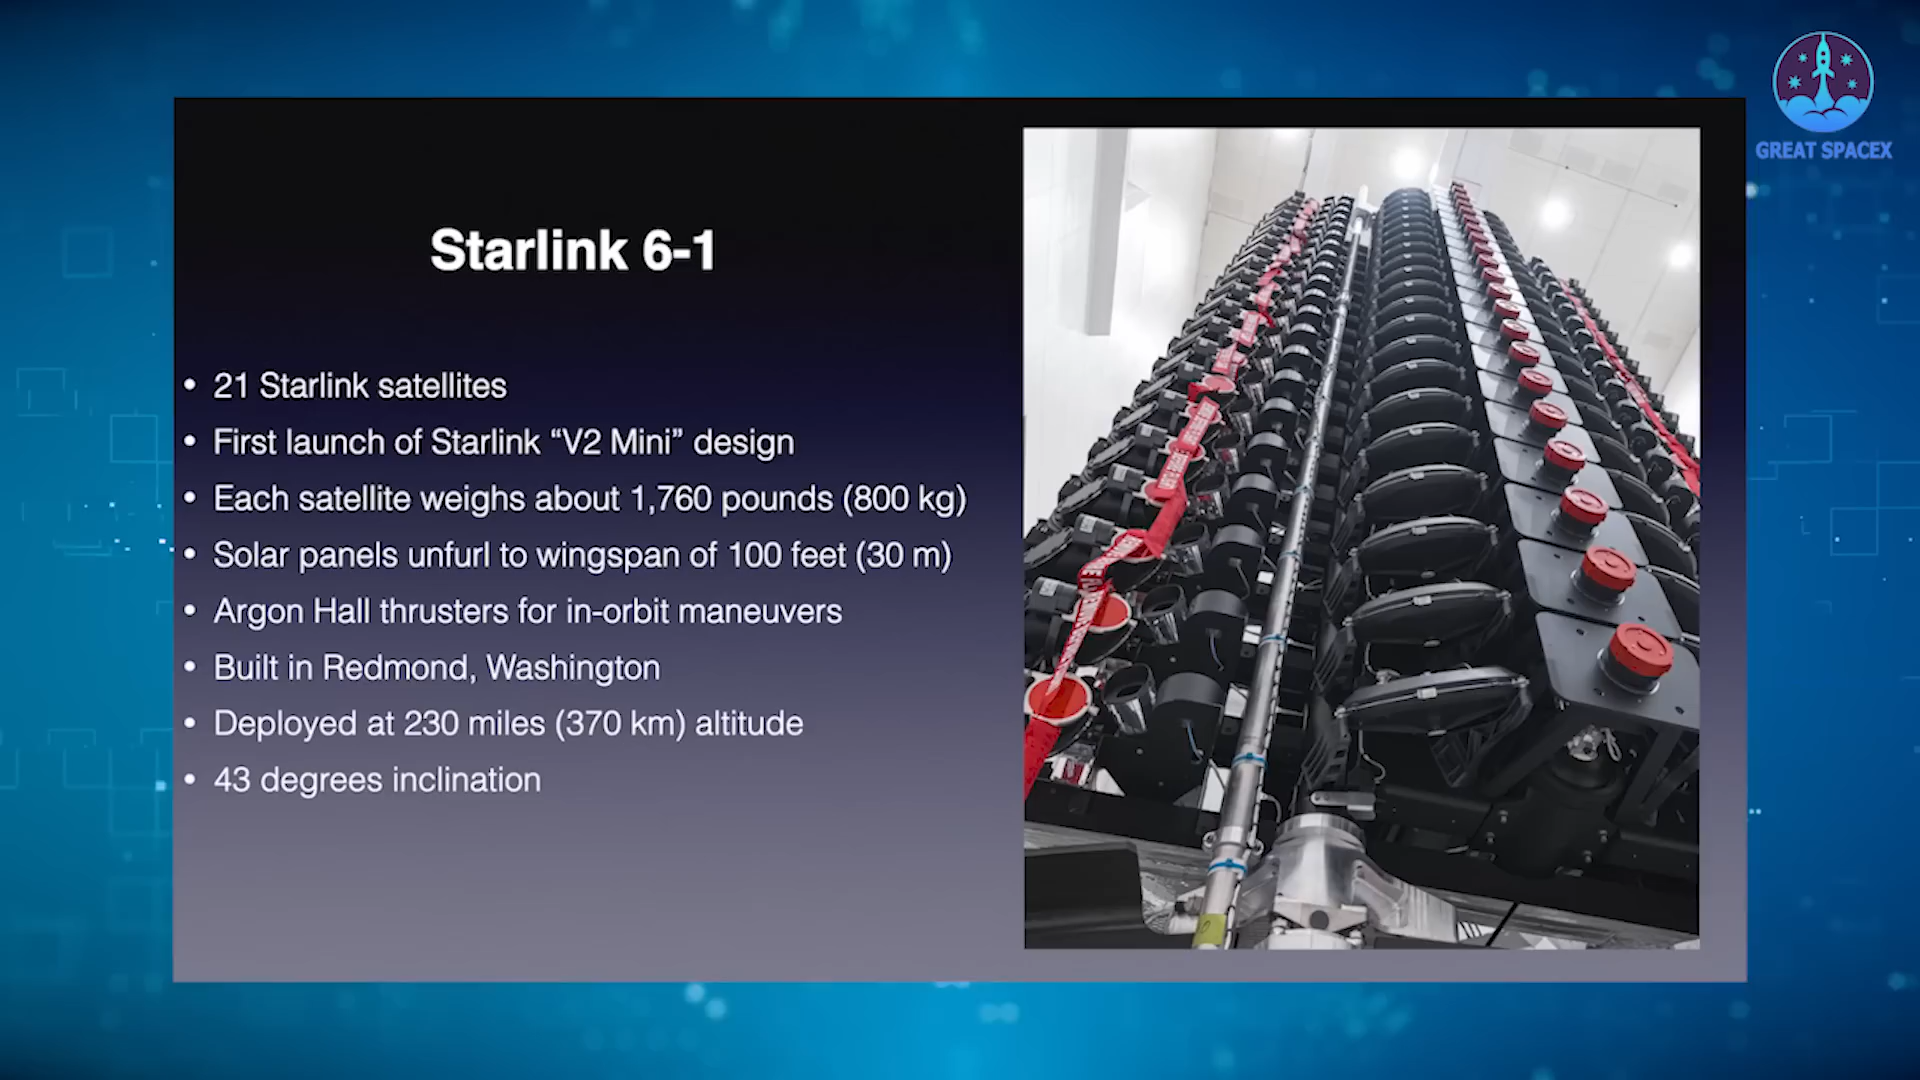 GREAT SPACEX
Starlink 6-1
• 21 Starlink satellites
• First launch of Starlink “V2 Mini” design
• Each satellite weighs about 1,760 pounds (800 kg)
• Solar panels unfurl to wingspan of 100 feet (30 m)
• Argon Hall thrusters for in-orbit maneuvers
• Built in Redmond, Washington
• Deployed at 230 miles (370 km) altitude
• 43 degrees inclination